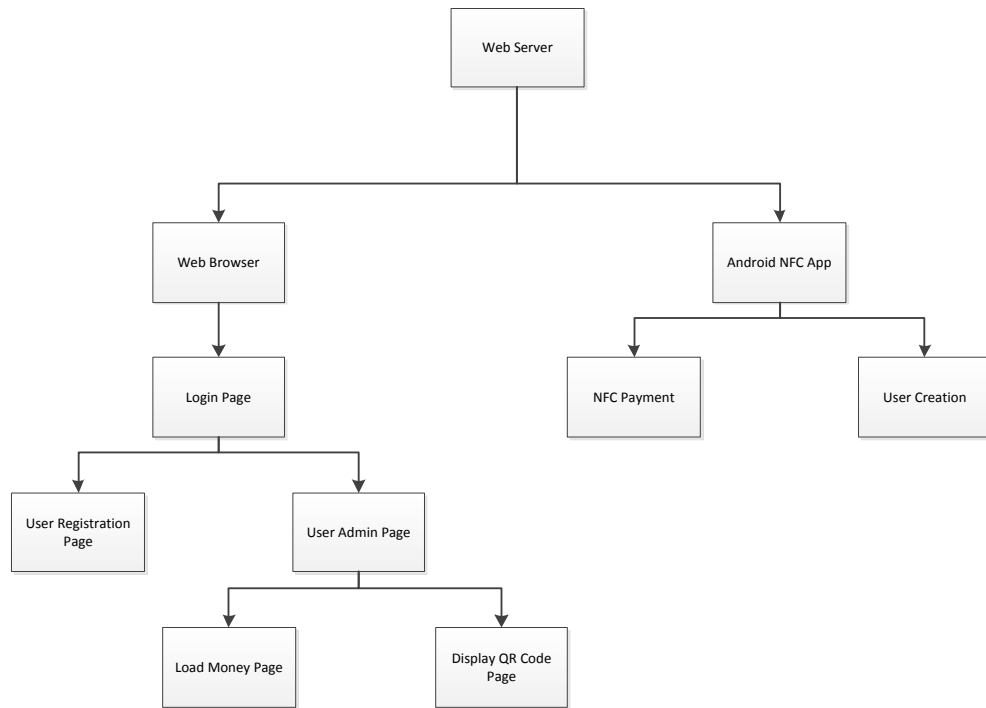 Web Server
Web Browser
Android NFC App
Login Page
NFC Payment
User Creation
User Registration
Page
User Admin Page
Load Money Page
Display QR Code
Page